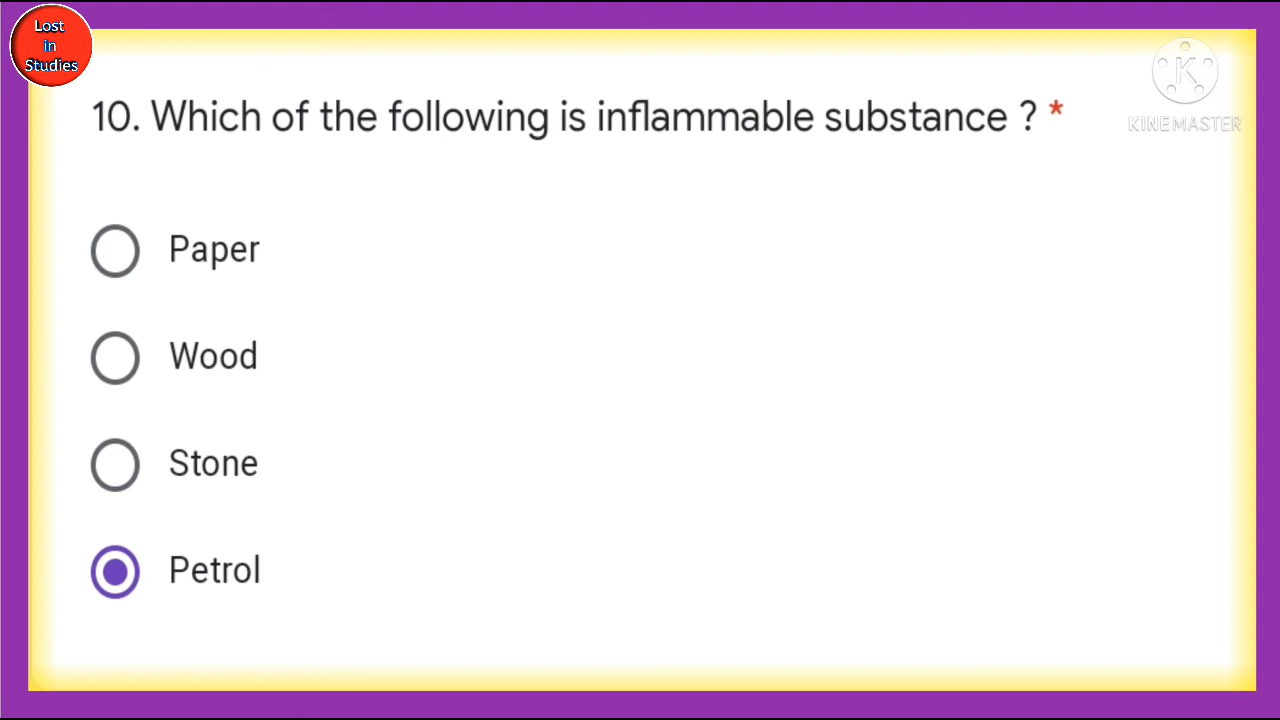 Lost
in
Studies
K
KINEMASTER
10. Which of the following is inflammable substance ? *
Paper
Wood
Stone
Petrol